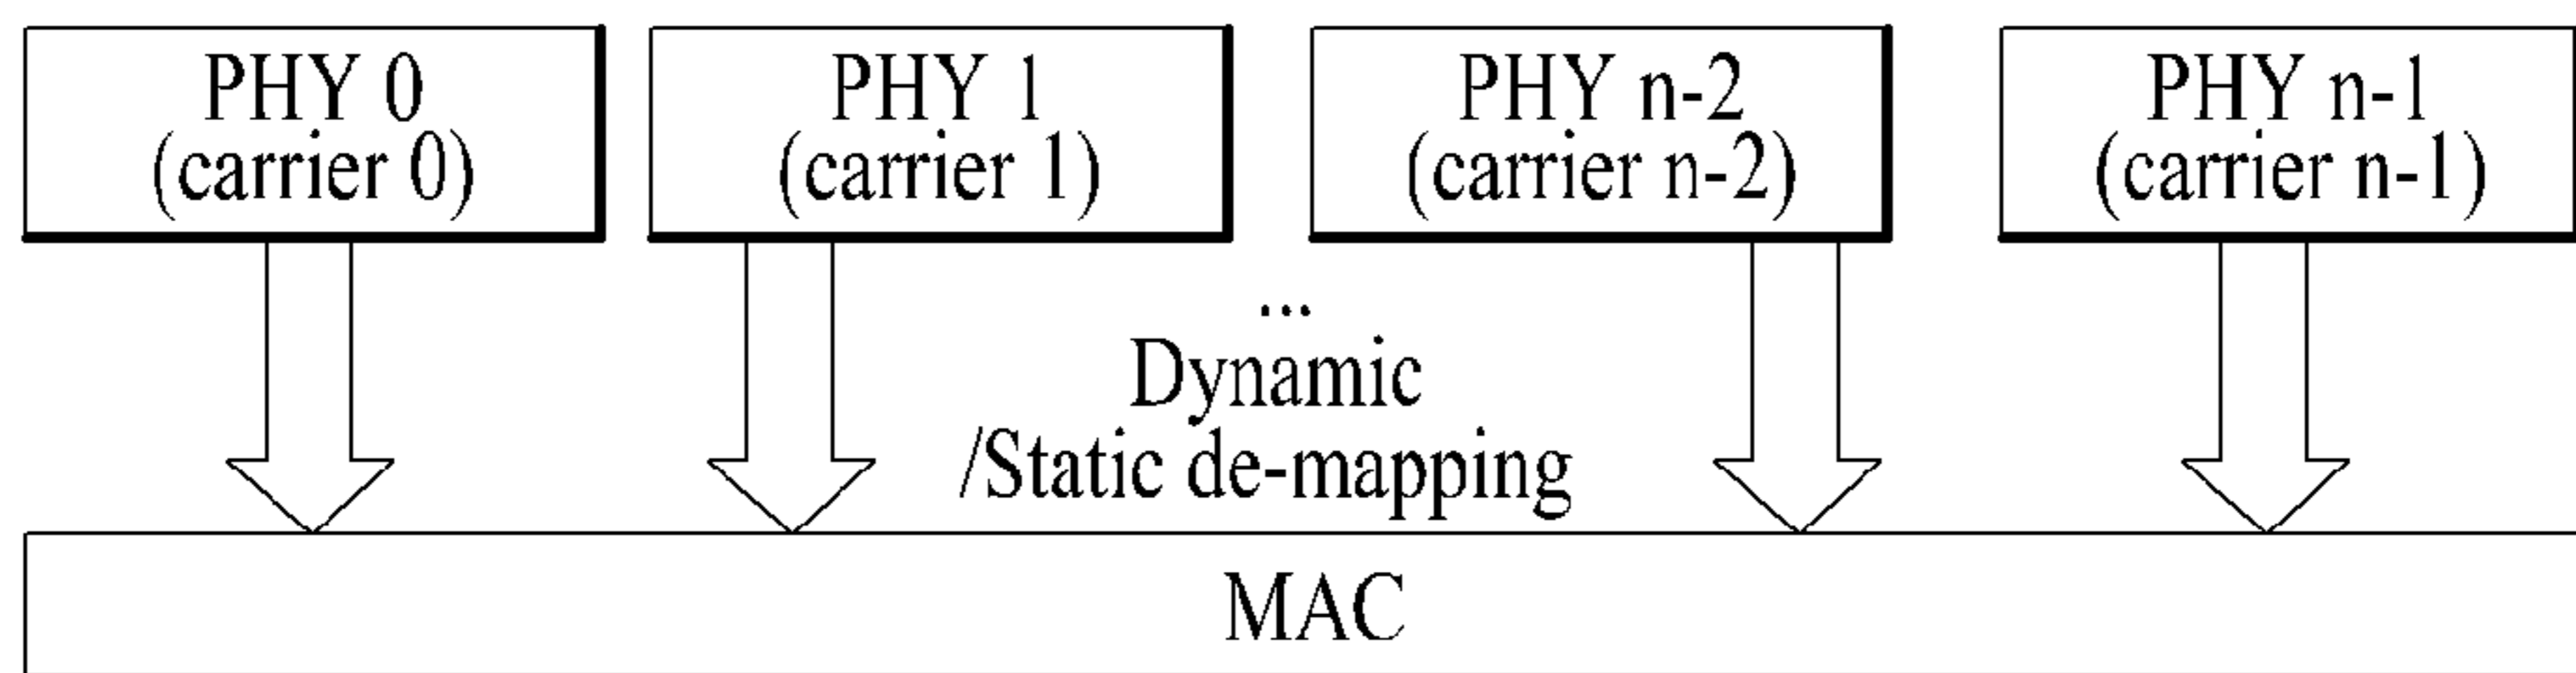 PHY 0
(carrier 0)
PHY 1
(carrier 1)
PHY n-2
(carrier n-2)
PHY n-1
(carrier n-1)
...
Dynamic
/Static de-mapping
MAC